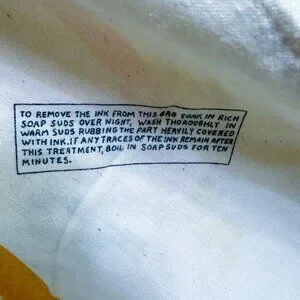 TO REMOVE THE INK FROM THIS BAG SOAK IN RICH
SOAP SUDS OVER NIGHT, WASH THOROUGHLY IN
WARM SUDS RUBBING THE PART HEAVILY COVERED
WITH INK. IF ANY TRACES OF THE INK REMAIN AFTER
THIS TREATMENT, BOIL IN SOAP SUDS FOR TEN
MINUTES.